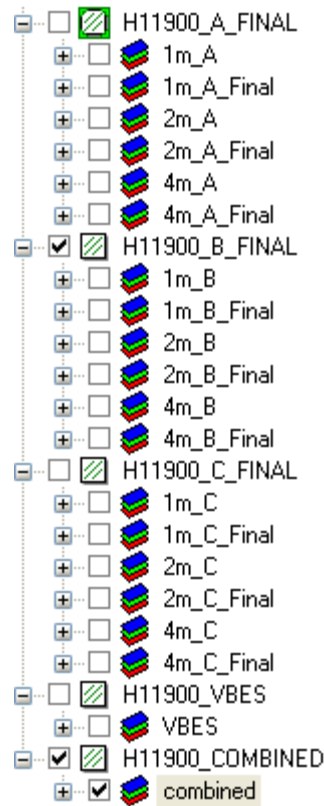 H11900_A_FINAL
1m_A
1m_A_Final
2m_A
2m_A_Final
4m_A
4m_A_Final
H11900_B_FINAL
1m_B
1m_B_Final
2m_B
2m_B_Final
4m_B
4m_B_Final
H11900_C_FINAL
1m_C
1m_C_Final
2m_C
2m_C_Final
4m_C
4m_C_Final
H11900_VBES
VBES
H11900_COMBINED
combined